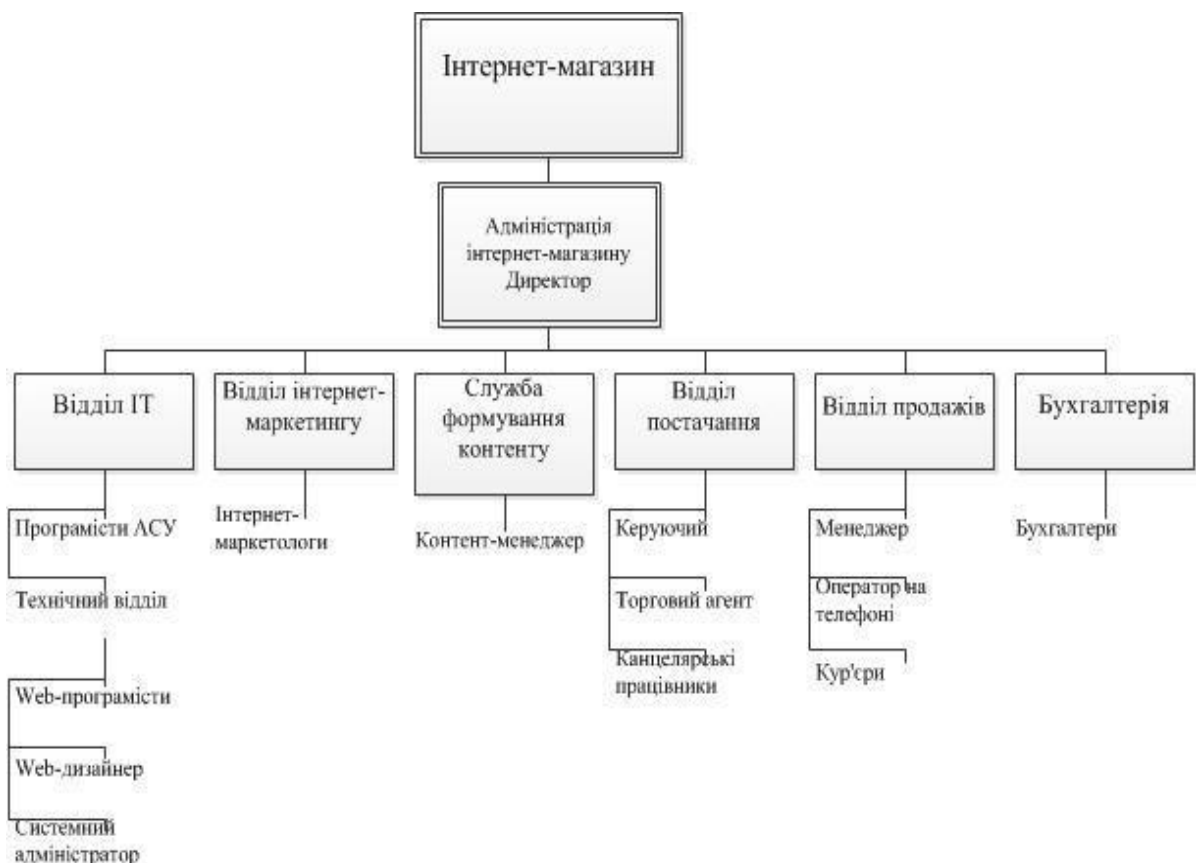 Інтернет-магазин
Адміністрація
інтернет-магазину
Директор
Відділ ІТ
Відділ інтернет-
маркетингу
Служба
формування
контенту
Відділ
постачання
Відділ продажів
Бухгалтерія
Програмісти АСУ
Технічний відділ
Web-програмісти
Web-дизайнер
Системний
адміністратор
Інтернет-
маркетологи
Контент-менеджер
Керуючий
Торговий агент
Канцелярські
працівники
Менеджер
Оператор на
телефоні
Кур'єри
Бухгалтери